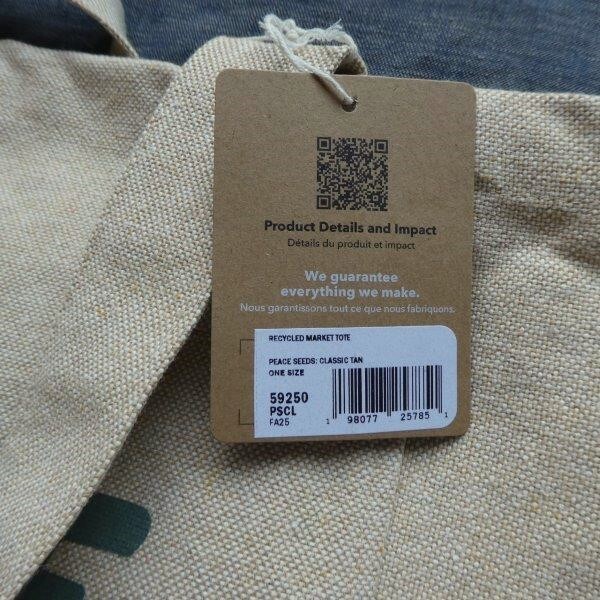 Product Details and Impact
Détails du produit et impact
We guarantee
everything we make.
Nous garantissons tout ce que nous fabriquons.
RECYCLED MARKET TOTE
PEACE SEEDS: CLASSIC TAN
ONE SIZE
59250
PSCL
FA25
1 98077 25785 1